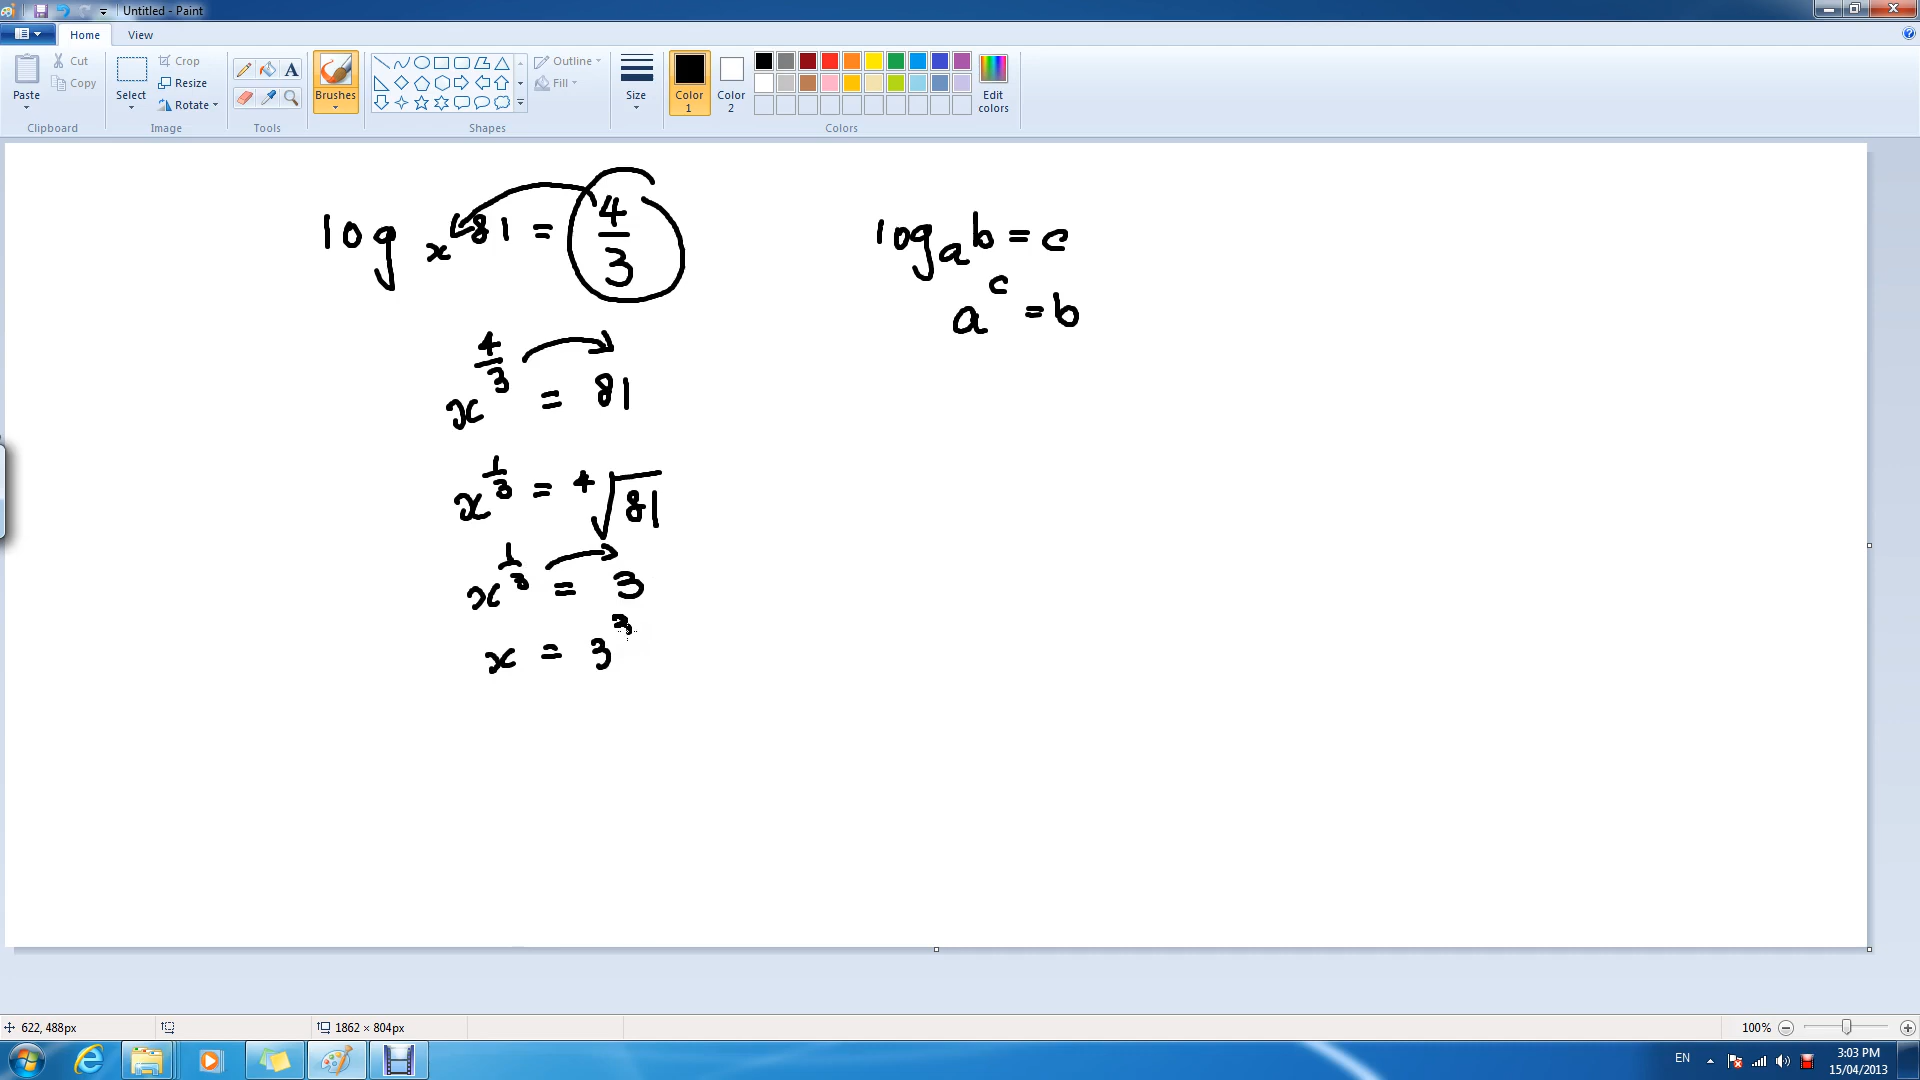 Untitled - Paint
Home View
Paste Cut Copy Clipboard
Select Crop Resize Rotate Image
A Tools
Brushes
Outline Fill Shapes
Size
Color 1 Color 2 Edit colors Colors
log x 81 = 4/3
x^4/3 = 81
x^1/3 = 4√81
x^1/3 = 3
x = 3^3
log a b = c
a^c = b
622, 488px 1862 × 804px 100%
EN 3:03 PM
15/04/2013